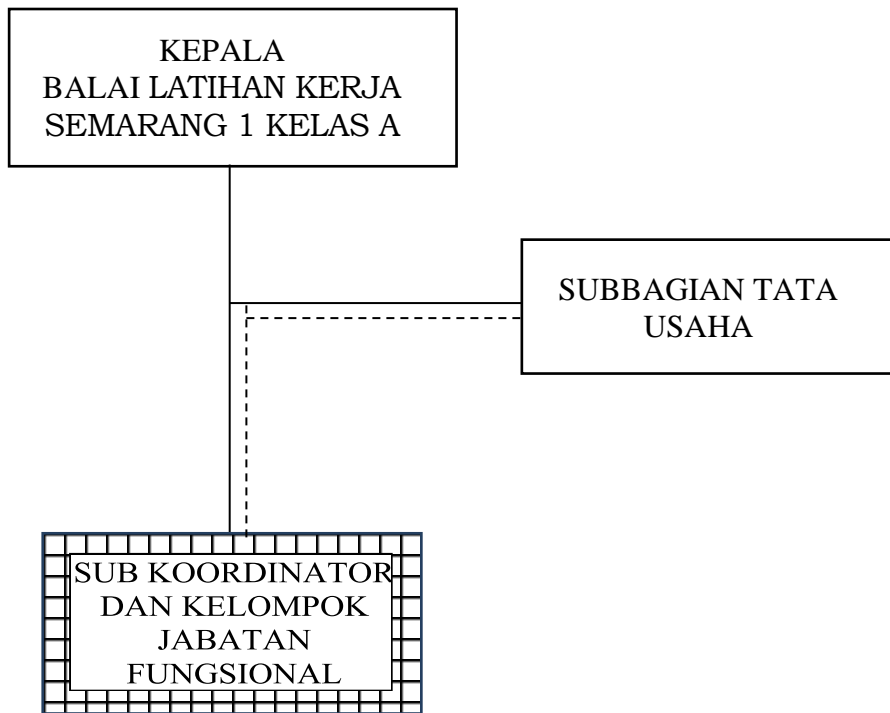 KEPALA
BALAI LATIHAN KERJA
SEMARANG 1 KELAS A
SUBBAGIAN TATA
USAHA
SUB KOORDINATOR
DAN KELOMPOK
JABATAN
FUNGSIONAL